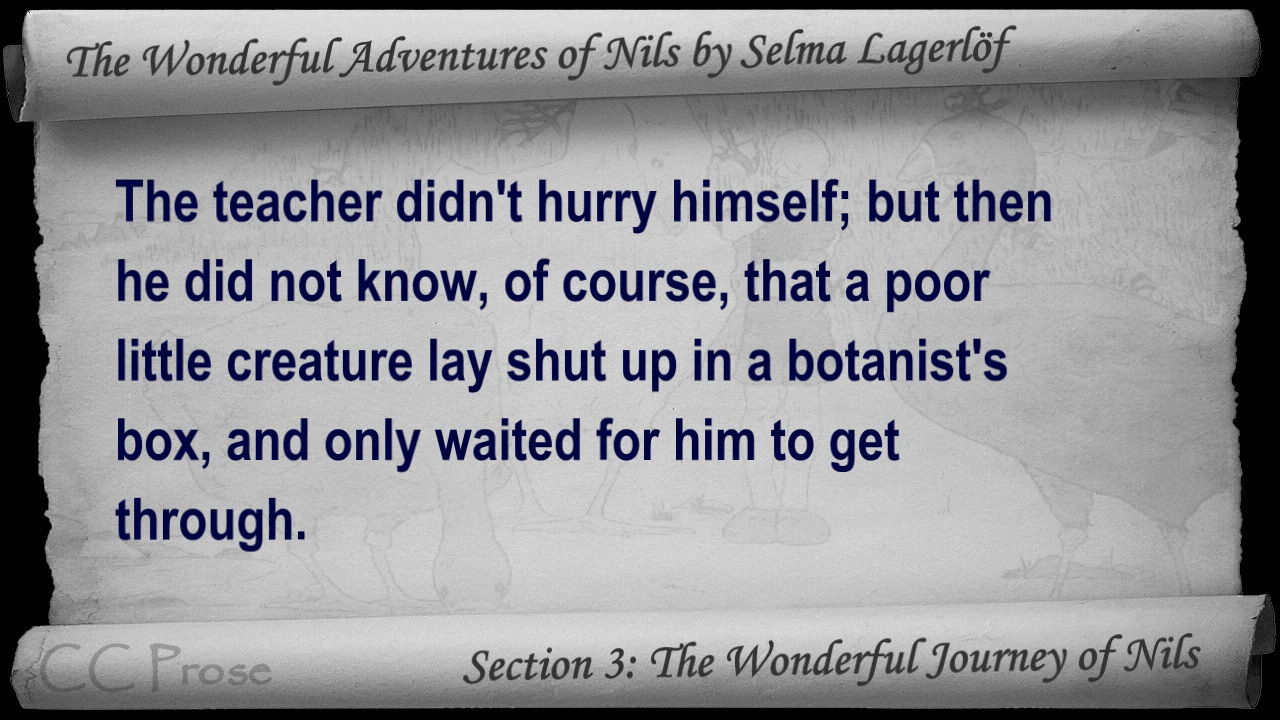 The Wonderful Adventures of Nils by Selma Lagerlöf
The teacher didn't hurry himself; but then
he did not know, of course, that a poor
little creature lay shut up in a botanist's
box, and only waited for him to get
through.
CC Prose
Section 3: The Wonderful Journey of Nils